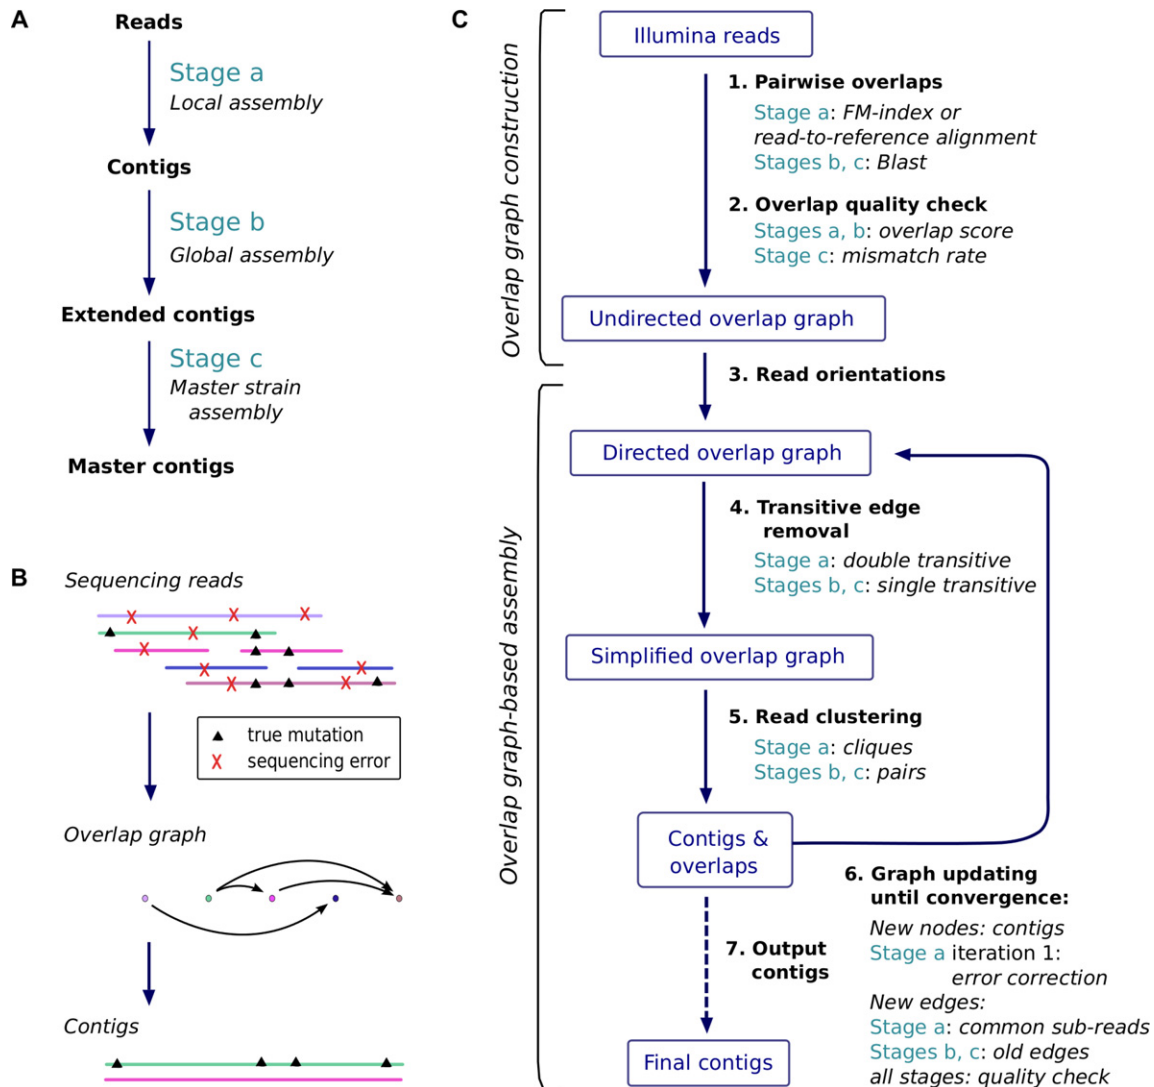 A
Reads
Stage a
Local assembly
Contigs
Stage b
Global assembly
Extended contigs
Stage c
Master strain
assembly
Master contigs
B
Sequencing reads
true mutation
sequencing error
Overlap graph
Contigs
C
Overlap graph construction
Illumina reads
1. Pairwise overlaps
Stage a: FM-index or
read-to-reference alignment
Stages b, c: Blast
2. Overlap quality check
Stages a, b: overlap score
Stage c: mismatch rate
Undirected overlap graph
3. Read orientations
Overlap graph-based assembly
Directed overlap graph
4. Transitive edge
removal
Stage a: double transitive
Stages b, c: single transitive
Simplified overlap graph
5. Read clustering
Stage a: cliques
Stages b, c: pairs
Contigs &
overlaps
6. Graph updating
until convergence:
New nodes: contigs
Stage a iteration 1:
error correction
New edges:
Stage a: common sub-reads
Stages b, c: old edges
all stages: quality check
7. Output
contigs
Final contigs